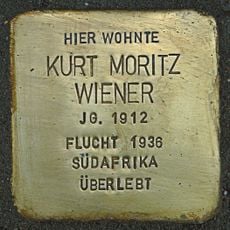 HIER WOHNTE
KURT MORITZ
WIENER
JG. 1912
FLUCHT 1936
SÜDAFRIKA
ÜBERLEBT